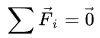 ∑ F⃗ᵢ = 0⃗